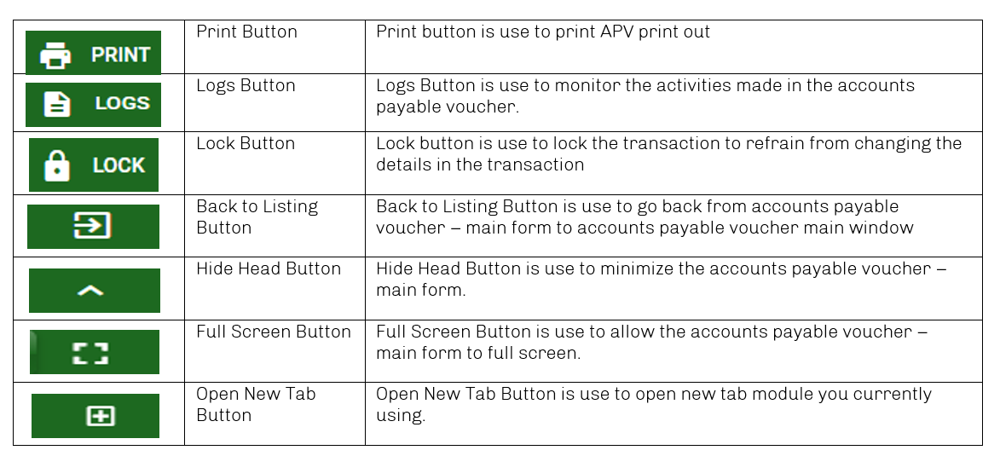 PRINT
Print Button
Print button is use to print APV print out
LOGS
Logs Button
Logs Button is use to monitor the activities made in the accounts
payable voucher.
LOCK
Lock Button
Lock button is use to lock the transaction to refrain from changing the
details in the transaction
Back to Listing
Button
Back to Listing Button is use to go back from accounts payable
voucher – main form to accounts payable voucher main window
Hide Head Button
Hide Head Button is use to minimize the accounts payable voucher –
main form.
Full Screen Button
Full Screen Button is use to allow the accounts payable voucher –
main form to full screen.
Open New Tab
Button
Open New Tab Button is use to open new tab module you currently
using.